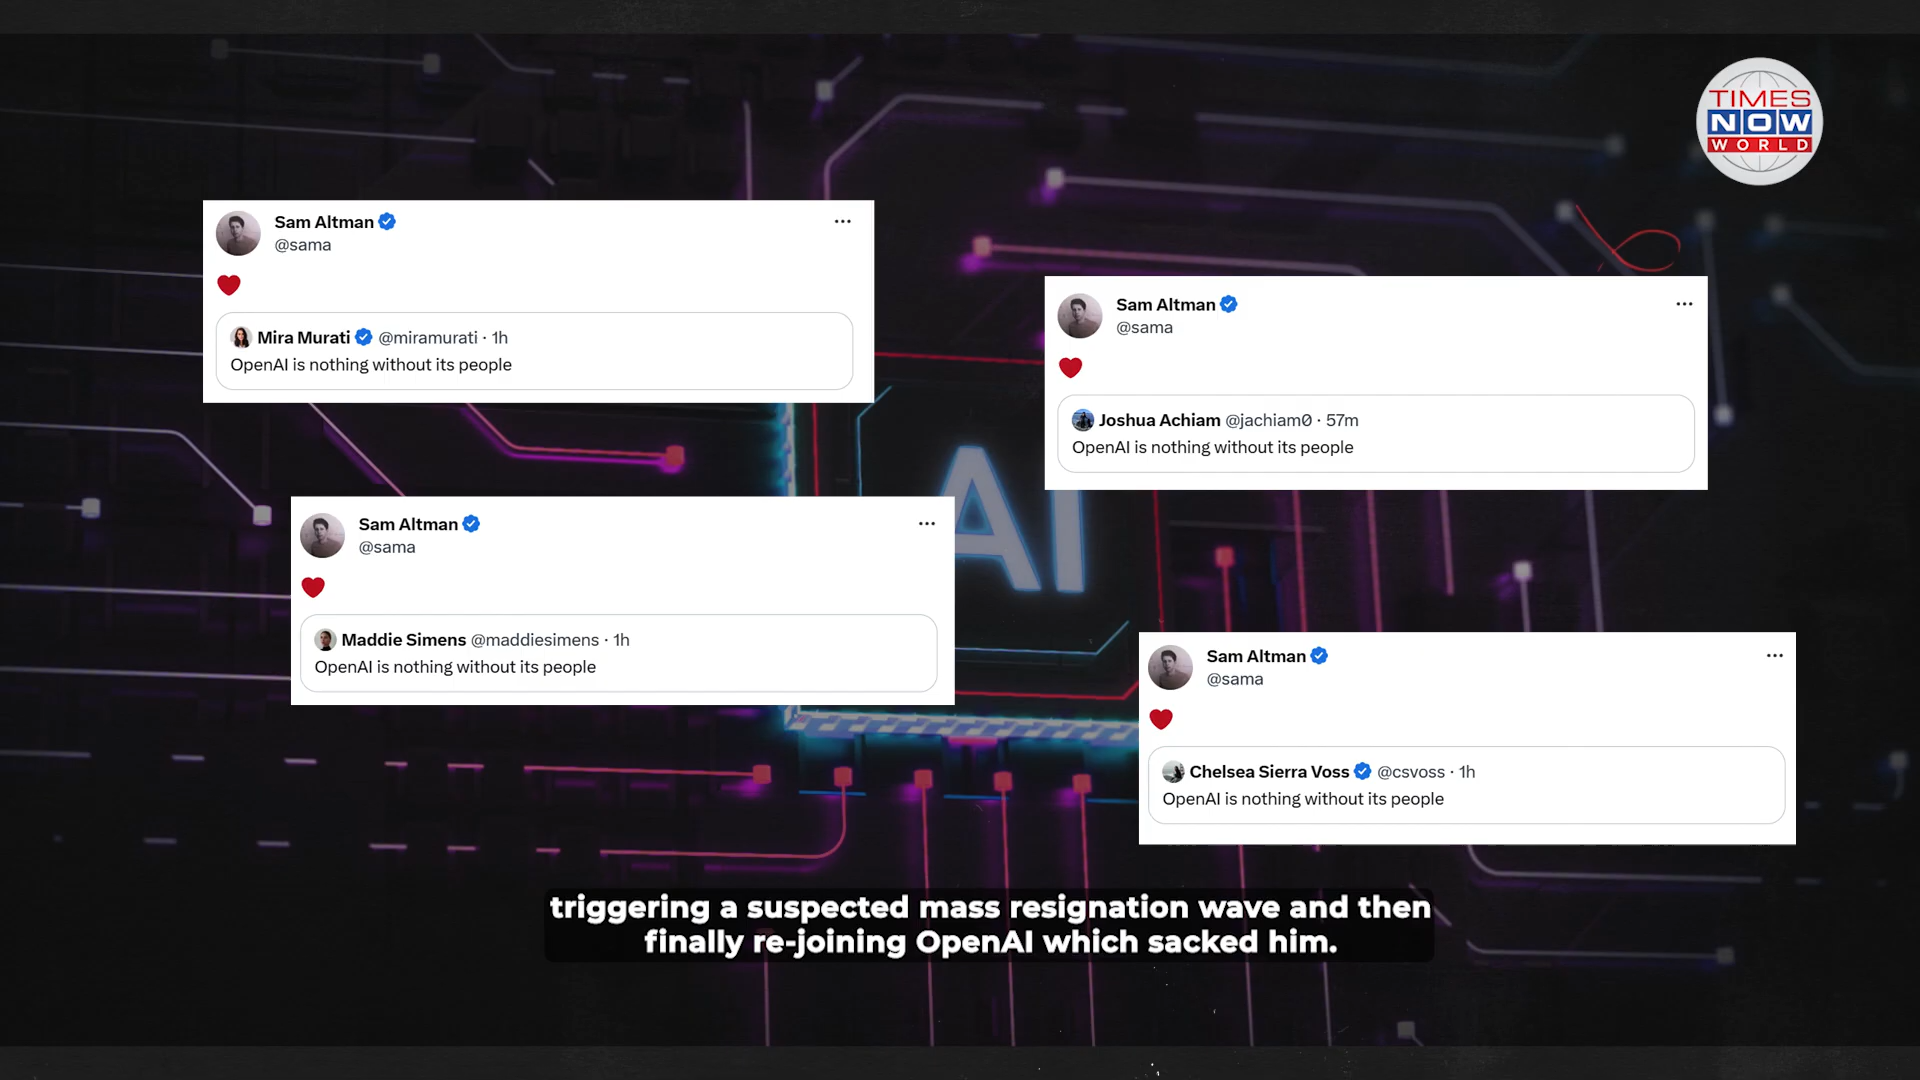 TIMES
NOW
WORLD
Sam Altman
@sama
❤️
Mira Murati @miramurati · 1h
OpenAI is nothing without its people
Sam Altman
@sama
❤️
Joshua Achiam @jachiam0 · 57m
OpenAI is nothing without its people
Sam Altman
@sama
❤️
Maddie Simens @maddiesimens · 1h
OpenAI is nothing without its people
Sam Altman
@sama
❤️
Chelsea Sierra Voss @csvoss · 1h
OpenAI is nothing without its people
AI
triggering a suspected mass resignation wave and then
finally re-joining OpenAI which sacked him.